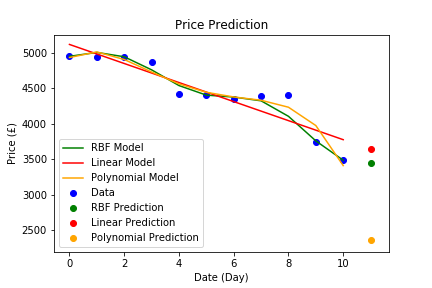 Price Prediction
Price (£)
5000
4500
4000
3500
3000
2500
RBF Model
Linear Model
Polynomial Model
Data
RBF Prediction
Linear Prediction
Polynomial Prediction
0 2 4 6 8 10
Date (Day)